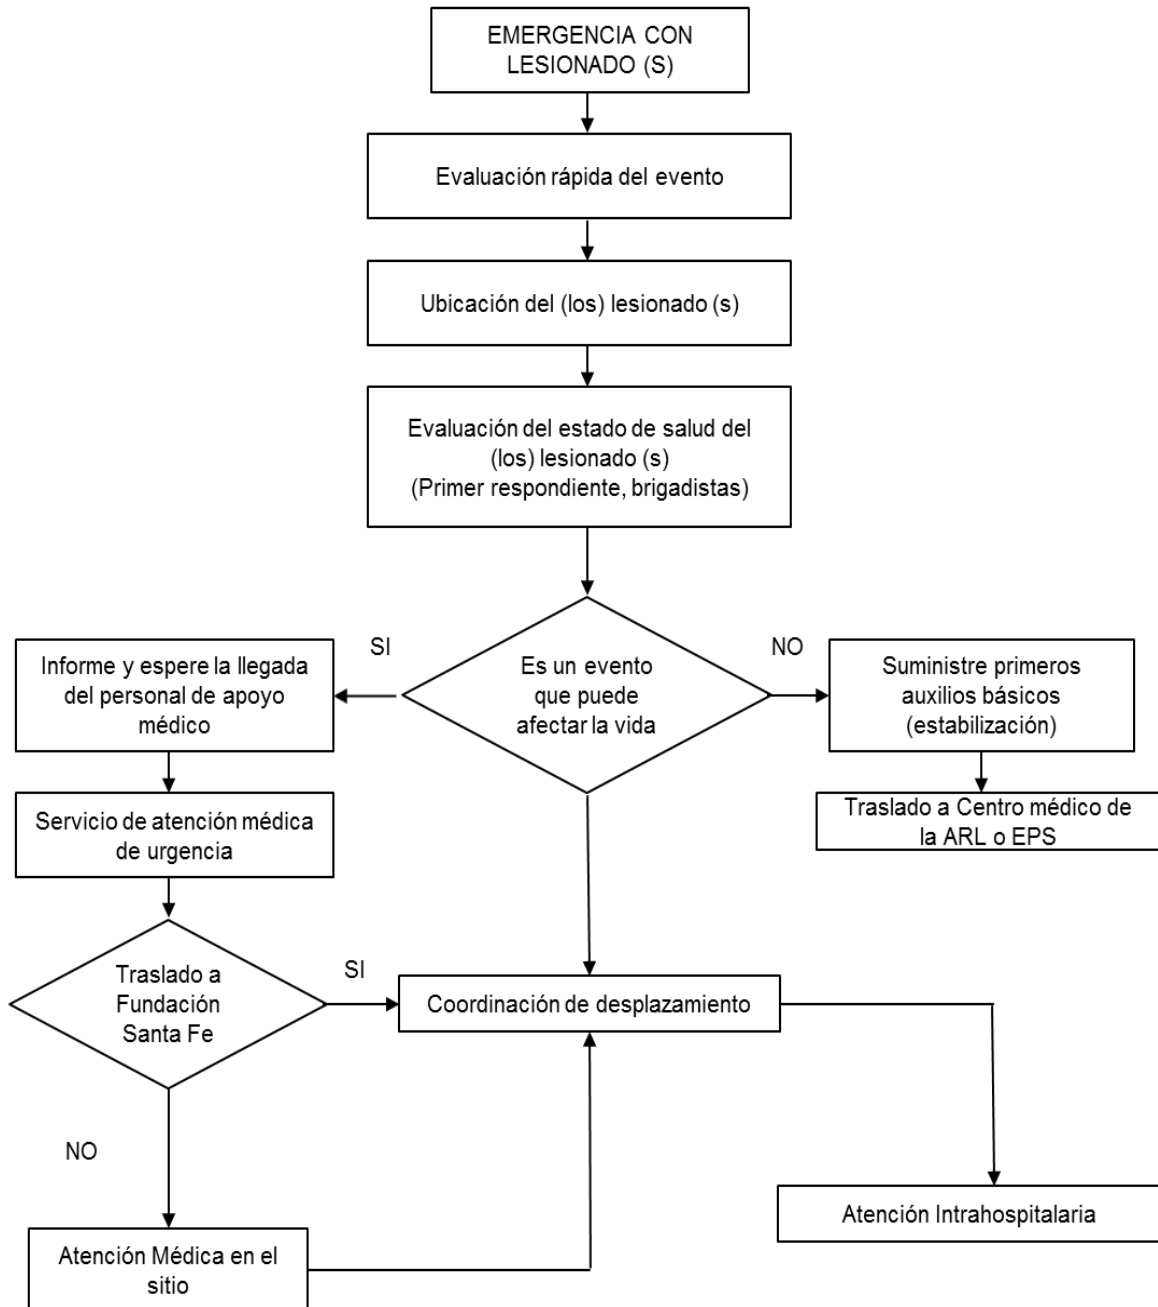 EMERGENCIA CON
LESIONADO (S)
Evaluación rápida del evento
Ubicación del (los) lesionado (s)
Evaluación del estado de salud del
(los) lesionado (s)
(Primer respondiente, brigadistas)
SI
Es un evento
que puede
afectar la vida
NO
Informe y espere la llegada
del personal de apoyo
médico
Suministre primeros
auxilios básicos
(estabilización)
Servicio de atención médica
de urgencia
Traslado a Centro médico de
la ARL o EPS
Traslado a
Fundación
Santa Fe
SI
Coordinación de desplazamiento
NO
Atención Médica en el
sitio
Atención Intrahospitalaria